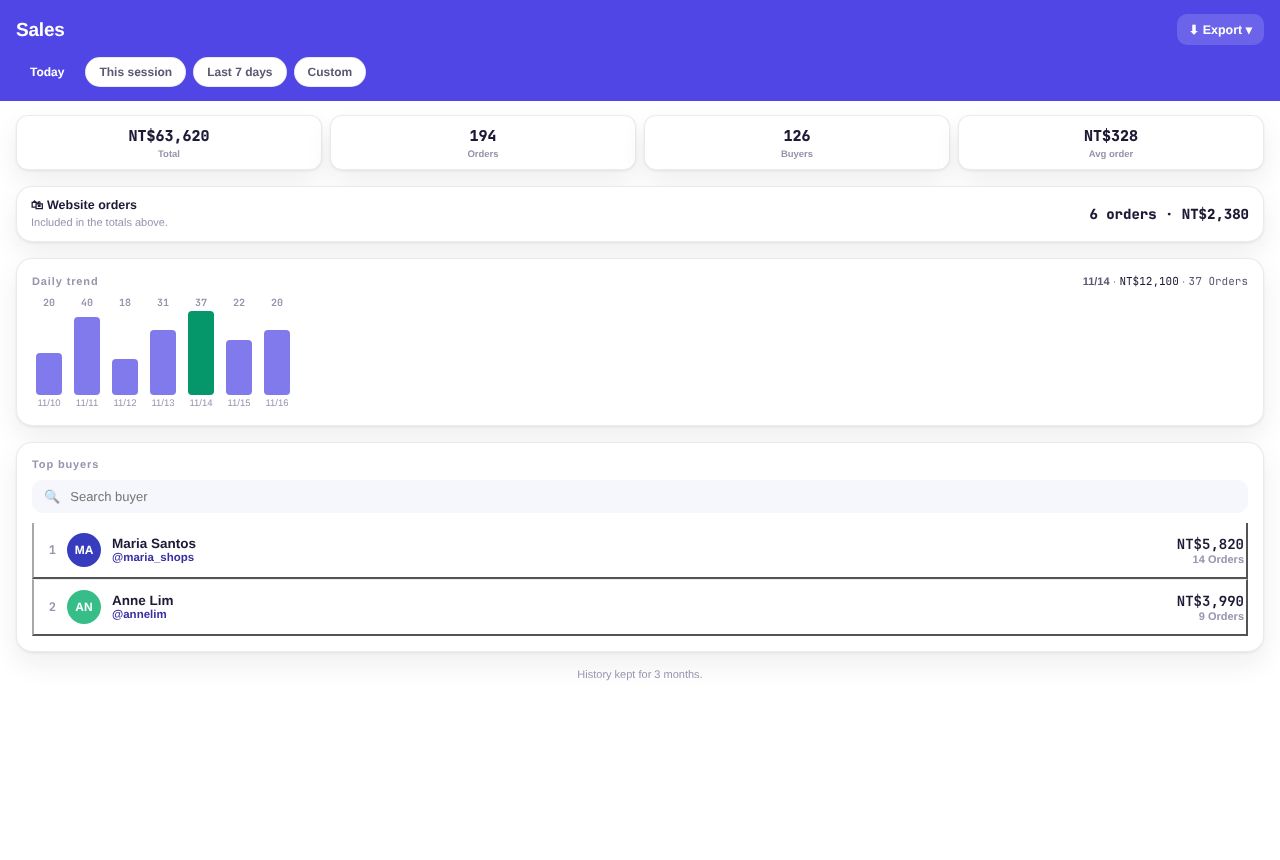 Sales
⬇ Export ▾
Today
This session
Last 7 days
Custom
NT$63,620
Total
194
Orders
126
Buyers
NT$328
Avg order
🛍 Website orders
Included in the totals above.
6 orders · NT$2,380
Daily trend
11/14 · NT$12,100 · 37 Orders
20 40 18 31 37 22 20
11/10 11/11 11/12 11/13 11/14 11/15 11/16
Top buyers
🔍 Search buyer
1
MA
Maria Santos
@maria_shops
NT$5,820
14 Orders
2
AN
Anne Lim
@annelim
NT$3,990
9 Orders
History kept for 3 months.